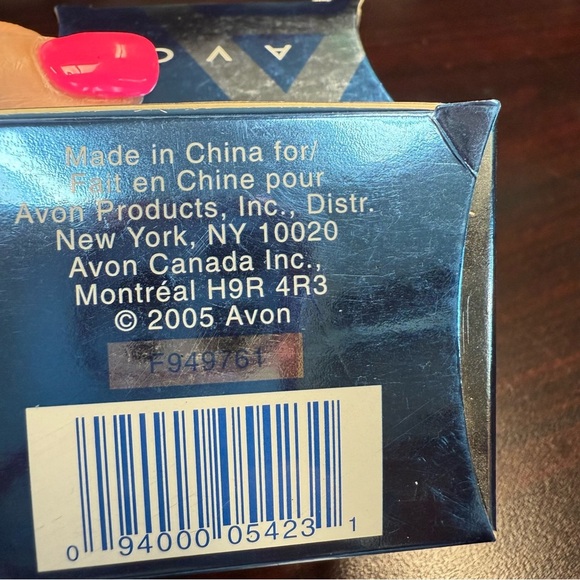 AVO
Made in China for/
Fait en Chine pour
Avon Products, Inc., Distr.
New York, NY 10020
Avon Canada Inc.,
Montréal H9R 4R3
© 2005 Avon
F949761
0 94000 05423 1